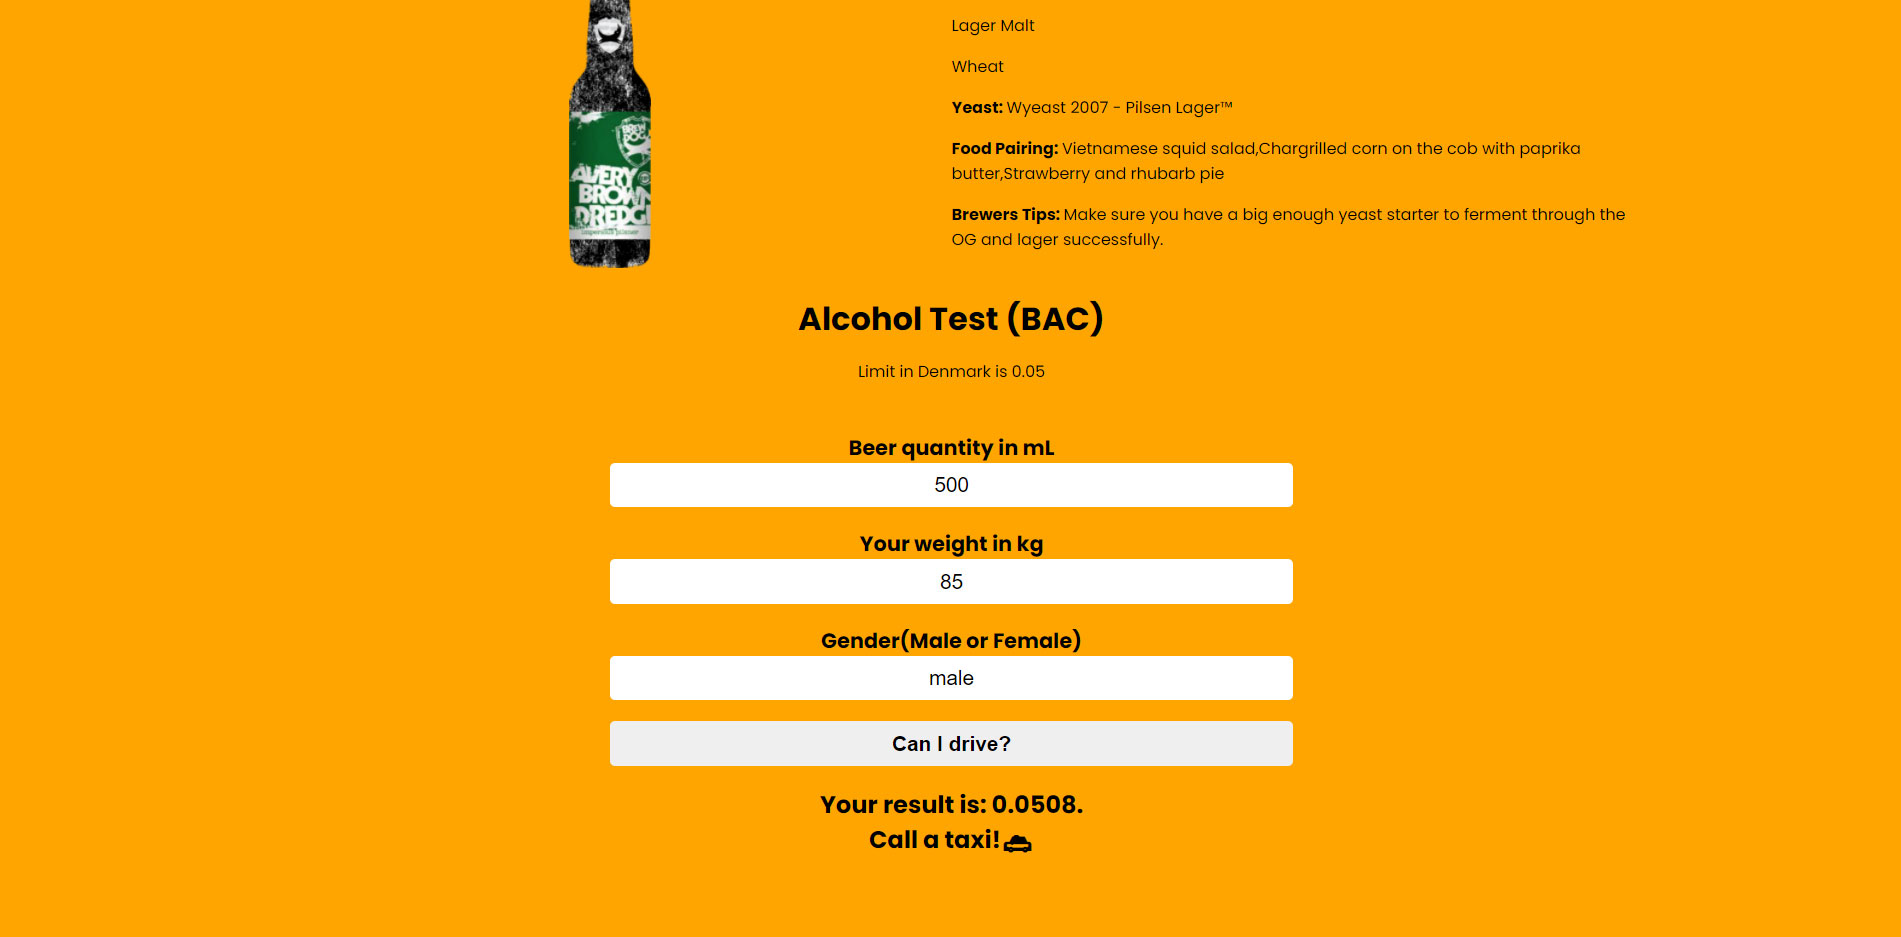 Lager Malt
Wheat
Yeast: Wyeast 2007 - Pilsen Lager™
Food Pairing: Vietnamese squid salad,Chargrilled corn on the cob with paprika
butter,Strawberry and rhubarb pie
Brewers Tips: Make sure you have a big enough yeast starter to ferment through the
OG and lager successfully.
BREW
DOG
AVERY
BROWN
DREDGE
imperial pilsner
Alcohol Test (BAC)
Limit in Denmark is 0.05
Beer quantity in mL
500
Your weight in kg
85
Gender(Male or Female)
male
Can I drive?
Your result is: 0.0508.
Call a taxi!